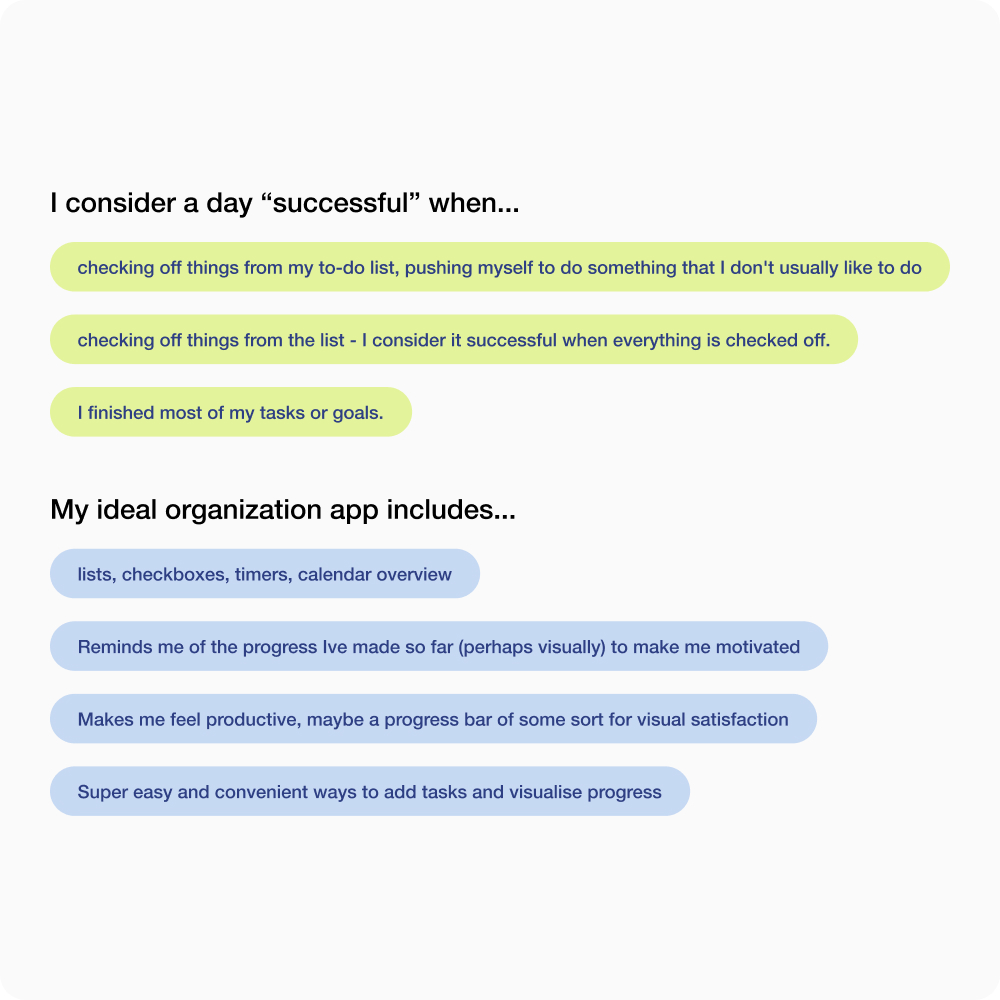 I consider a day “successful” when...
checking off things from my to-do list, pushing myself to do something that I don't usually like to do
checking off things from the list - I consider it successful when everything is checked off.
I finished most of my tasks or goals.
My ideal organization app includes...
lists, checkboxes, timers, calendar overview
Reminds me of the progress Ive made so far (perhaps visually) to make me motivated
Makes me feel productive, maybe a progress bar of some sort for visual satisfaction
Super easy and convenient ways to add tasks and visualise progress